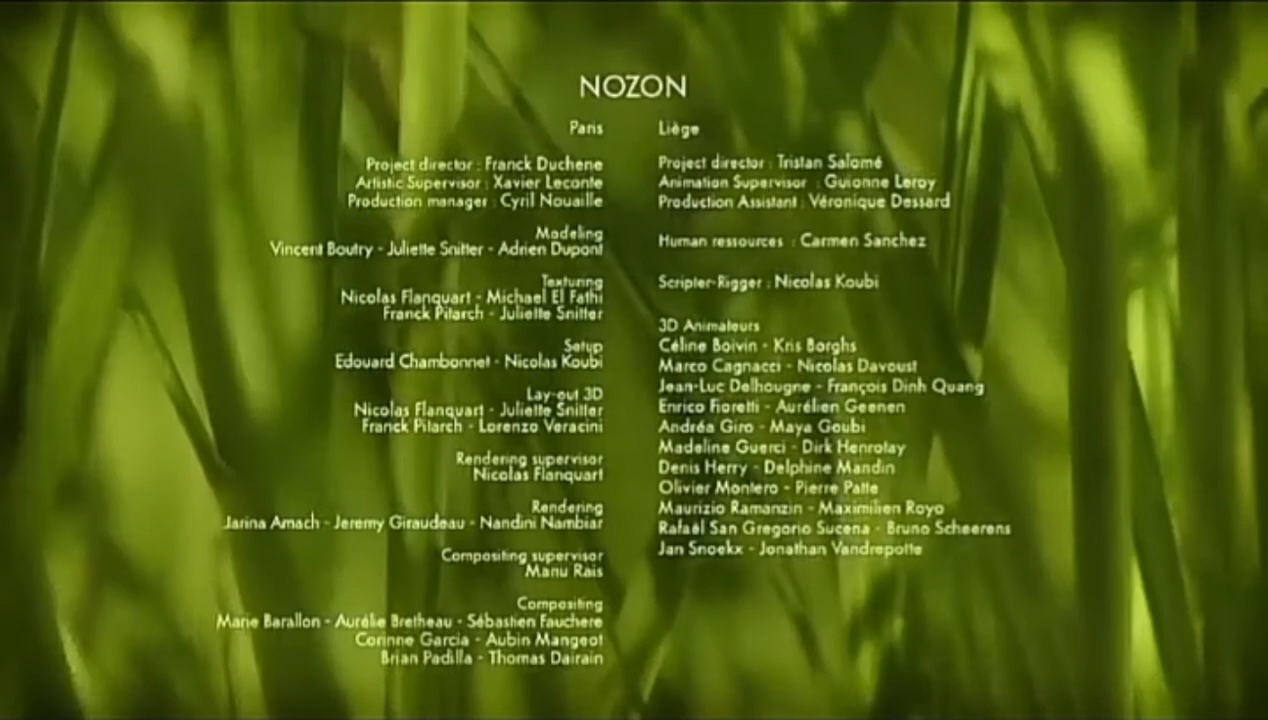 NOZON
Paris
Project director : Franck Duchene
Artistic Supervisor : Xavier Leconte
Production manager : Cyril Nouaille
Modeling
Vincent Boutry - Juliette Snitter - Adrien Dupont
Texturing
Nicolas Flanquart - Michael El Fathi
Franck Pitarch - Juliette Snitter
Setup
Edouard Chambonnet - Nicolas Koubi
Lay-out 3D
Nicolas Flanquart - Juliette Snitter
Franck Pitarch - Lorenzo Veracini
Rendering supervisor
Nicolas Flanquart
Rendering
Jarina Amach - Jeremy Giraudeau - Nandini Nambiar
Compositing supervisor
Manu Rais
Compositing
Marie Barallon - Aurélie Bretheau - Sébastien Fauchere
Corinne Garcia - Aubin Mangeot
Brian Padilla - Thomas Dairain
Liège
Project director : Tristan Salomé
Animation Supervisor : Guionne Leroy
Production Assistant : Véronique Dessard
Human ressources : Carmen Sanchez
Scripter-Rigger : Nicolas Koubi
3D Animateurs
Céline Boivin - Kris Borghs
Marco Cagnacci - Nicolas Davoust
Jean-Luc Delhougne - François Dinh Quang
Enrico Fioretti - Aurélien Geenen
Andréa Giro - Maya Goubi
Madeline Guerci - Dirk Henrotay
Denis Herry - Delphine Mandin
Olivier Montero - Pierre Patte
Maurizio Ramanzin - Maximilien Royo
Rafaël San Gregorio Sucena - Bruno Scheerens
Jan Snoekx - Jonathan Vandrepotte